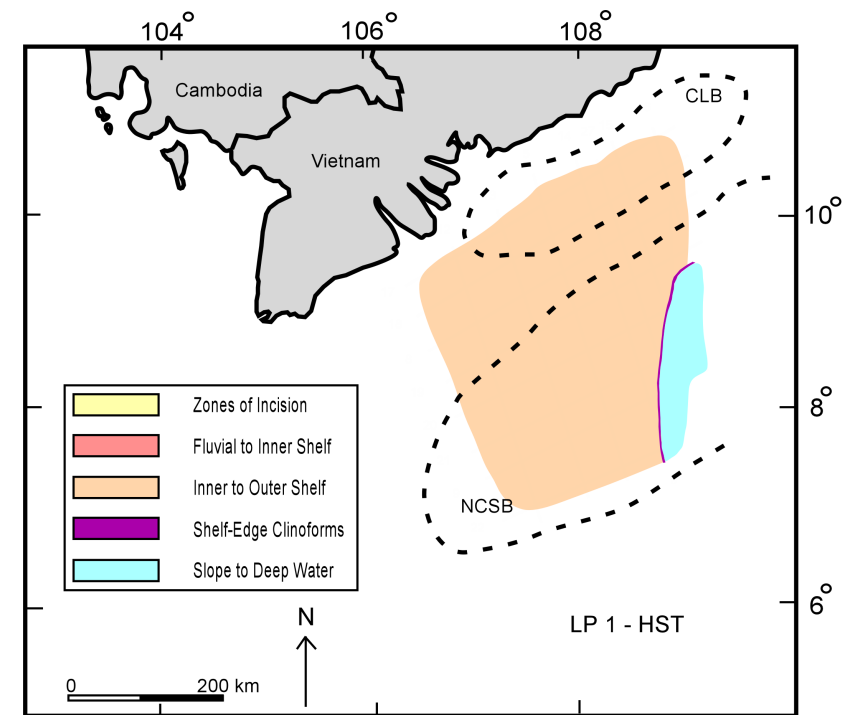 104°
106°
108°
Cambodia
CLB
Vietnam
10°
8°
Zones of Incision
Fluvial to Inner Shelf
Inner to Outer Shelf
Shelf-Edge Clinoforms
Slope to Deep Water
NCSB
6°
N
LP 1 - HST
0
200 km